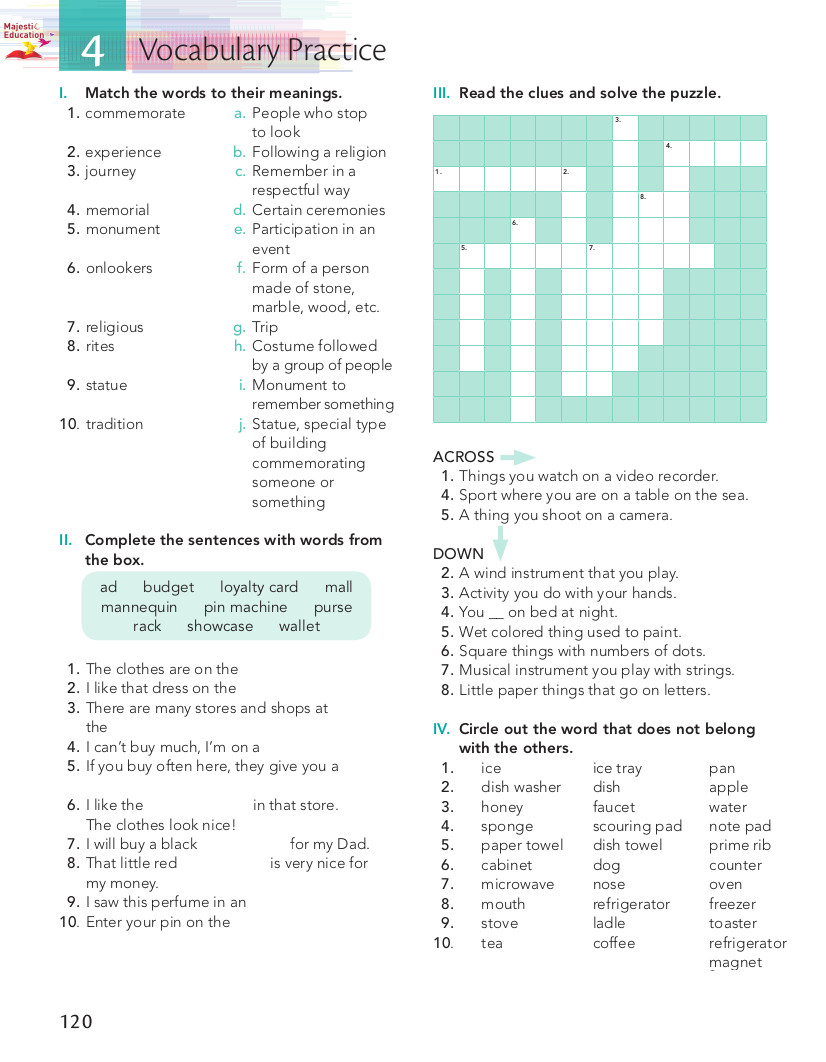 Majestic
Education
4
Vocabulary Practice
I. Match the words to their meanings.
1. commemorate a. People who stop
to look
2. experience b. Following a religion
3. journey c. Remember in a
respectful way
4. memorial d. Certain ceremonies
5. monument e. Participation in an
event
6. onlookers f. Form of a person
made of stone,
marble, wood, etc.
7. religious g. Trip
8. rites h. Costume followed
by a group of people
9. statue i. Monument to
remember something
10. tradition j. Statue, special type
of building
commemorating
someone or
something
II. Complete the sentences with words from
the box.
ad budget loyalty card mall
mannequin pin machine purse
rack showcase wallet
1. The clothes are on the
2. I like that dress on the
3. There are many stores and shops at
the
4. I can't buy much, I'm on a
5. If you buy often here, they give you a
6. I like the in that store.
The clothes look nice!
7. I will buy a black for my Dad.
8. That little red is very nice for
my money.
9. I saw this perfume in an
10. Enter your pin on the
III. Read the clues and solve the puzzle.
3.
4.
1. 2.
8.
6.
5. 7.
ACROSS
1. Things you watch on a video recorder.
4. Sport where you are on a table on the sea.
5. A thing you shoot on a camera.
DOWN
2. A wind instrument that you play.
3. Activity you do with your hands.
4. You __ on bed at night.
5. Wet colored thing used to paint.
6. Square things with numbers of dots.
7. Musical instrument you play with strings.
8. Little paper things that go on letters.
IV. Circle out the word that does not belong
with the others.
1. ice ice tray pan
2. dish washer dish apple
3. honey faucet water
4. sponge scouring pad note pad
5. paper towel dish towel prime rib
6. cabinet dog counter
7. microwave nose oven
8. mouth refrigerator freezer
9. stove ladle toaster
10. tea coffee refrigerator
magnet
120